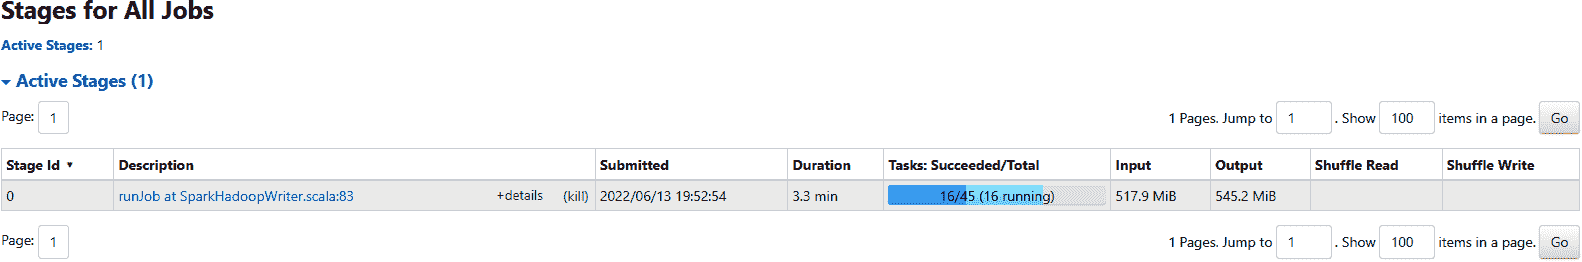 Stages for All Jobs
Active Stages: 1
Active Stages (1)
Page: 1 1 Pages. Jump to 1 . Show 100 items in a page. Go
Stage Id ▾ Description Submitted Duration Tasks: Succeeded/Total Input Output Shuffle Read Shuffle Write
0 runJob at SparkHadoopWriter.scala:83 +details (kill) 2022/06/13 19:52:54 3.3 min 16/45 (16 running) 517.9 MiB 545.2 MiB
Page: 1 1 Pages. Jump to 1 . Show 100 items in a page. Go